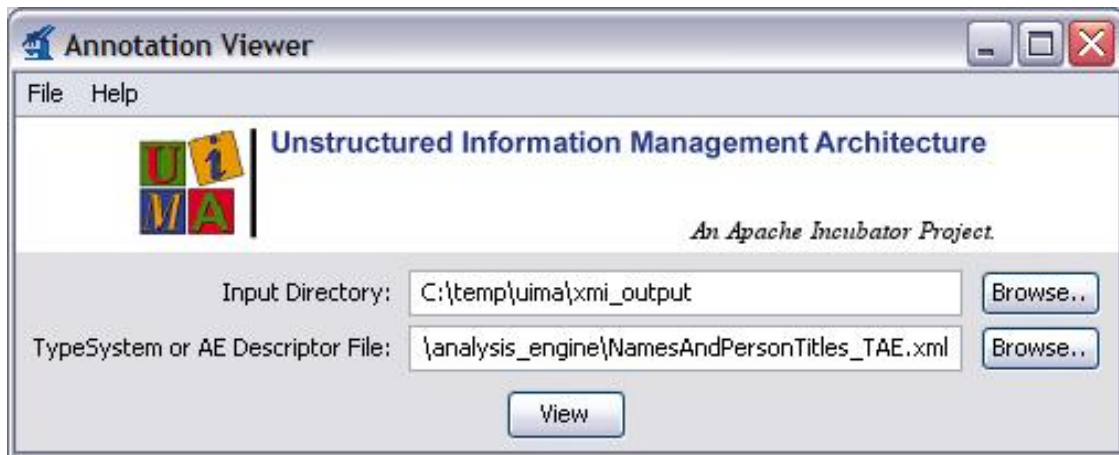 Annotation Viewer
File Help
UiMA
Unstructured Information Management Architecture
An Apache Incubator Project.
Input Directory: C:\temp\uima\xmi_output Browse..
TypeSystem or AE Descriptor File: \analysis_engine\NamesAndPersonTitles_TAE.xml Browse..
View